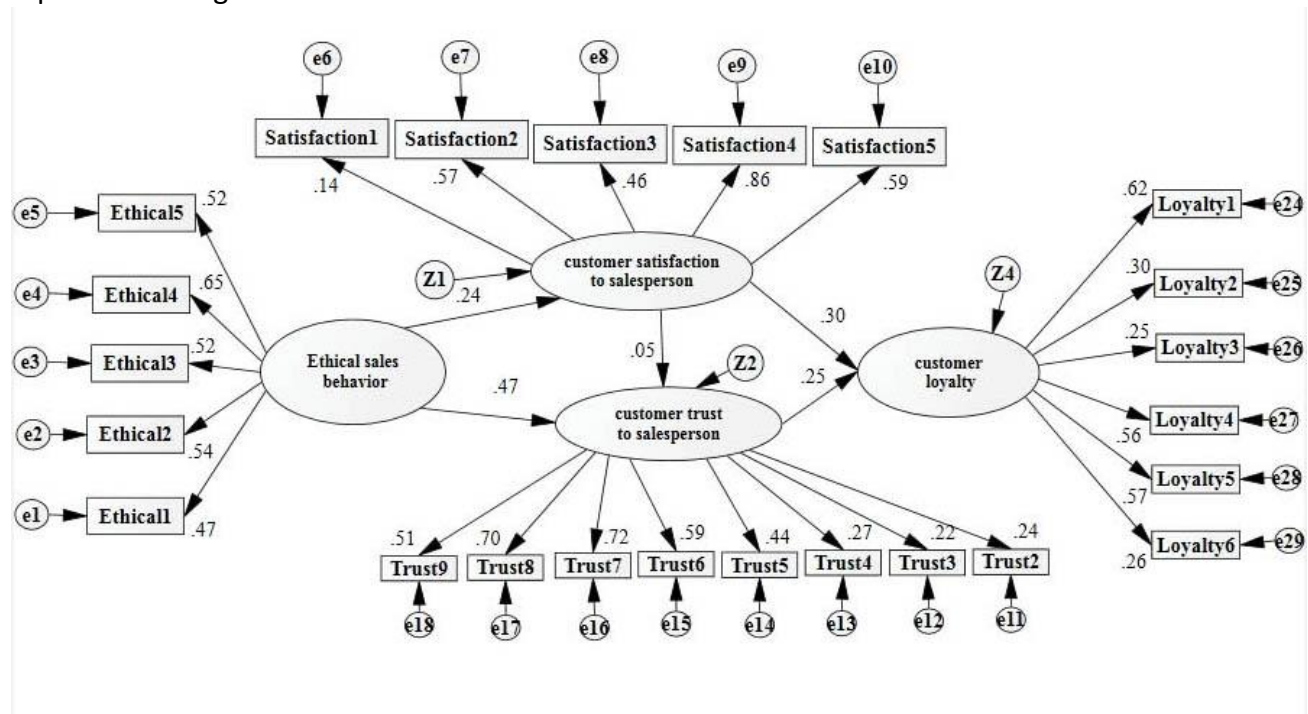 e6
e7
e8
e9
e10
Satisfaction1
Satisfaction2
Satisfaction3
Satisfaction4
Satisfaction5
.14
.57
.46
.86
.59
e5
Ethical5
.52
e4
Ethical4
.65
e3
Ethical3
.52
e2
Ethical2
.54
e1
Ethical1
.47
Ethical sales
behavior
Z1
.24
.47
customer satisfaction
to salesperson
.05
Z2
customer trust
to salesperson
.30
.25
Z4
customer
loyalty
.62
Loyalty1
e24
.30
Loyalty2
e25
.25
Loyalty3
e26
Loyalty4
e27
.56
Loyalty5
e28
.57
Loyalty6
e29
.26
.51
.70
.72
.59
.44
.27
.22
.24
Trust9
Trust8
Trust7
Trust6
Trust5
Trust4
Trust3
Trust2
e18
e17
e16
e15
e14
e13
e12
e11